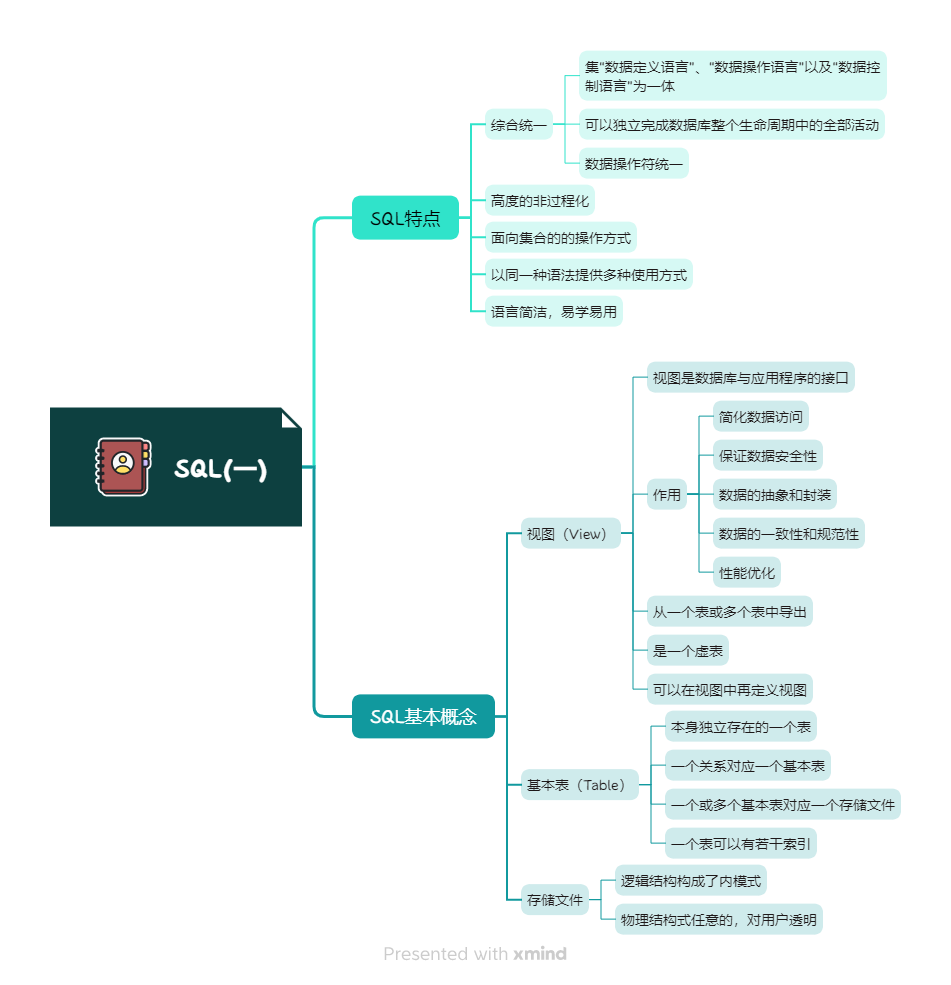 SQL(一)
SQL特点
综合统一
集"数据定义语言"、"数据操作语言"以及"数据控
制语言"为一体
可以独立完成数据库整个生命周期中的全部活动
数据操作符统一
高度的非过程化
面向集合的的操作方式
以同一种语法提供多种使用方式
语言简洁，易学易用
SQL基本概念
视图（View）
视图是数据库与应用程序的接口
作用
简化数据访问
保证数据安全性
数据的抽象和封装
数据的一致性和规范性
性能优化
从一个表或多个表中导出
是一个虚表
可以在视图中再定义视图
基本表（Table）
本身独立存在的一个表
一个关系对应一个基本表
一个或多个基本表对应一个存储文件
一个表可以有若干索引
存储文件
逻辑结构构成了内模式
物理结构式任意的，对用户透明
Presented with xmind